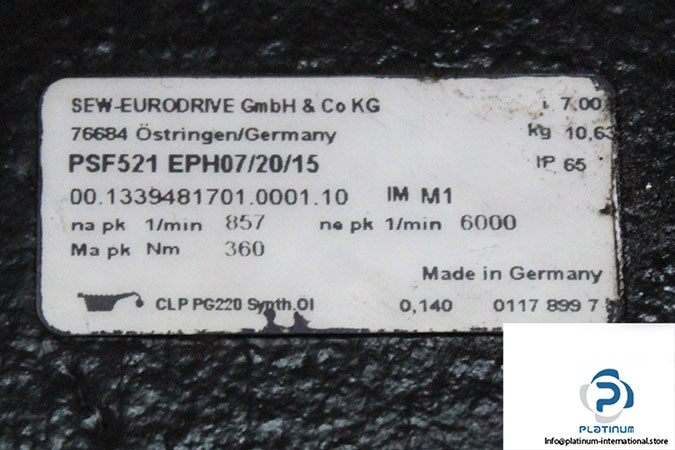 SEW-EURODRIVE GmbH & Co KG i 7,00
76684 Östringen/Germany kg 10,63
PSF521 EPH07/20/15 IP 65
00.1339481701.0001.10 IM M1
na pk 1/min 857 ne pk 1/min 6000
Ma pk Nm 360
Made in Germany
CLP PG220 Synth.Öl 0,140 0117 899 7
PLATINUM
Info@platinum-international.store